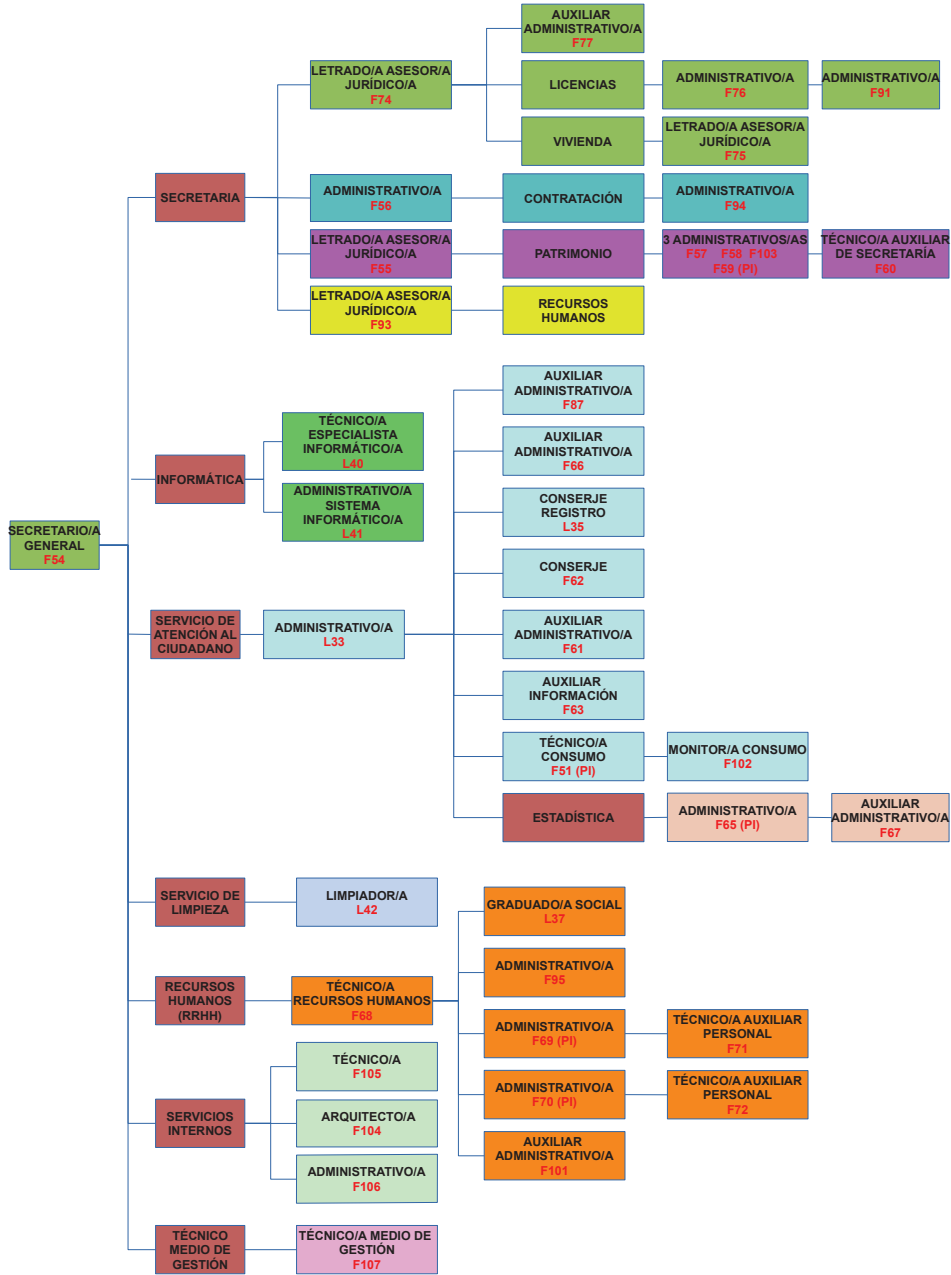 AUXILIAR
ADMINISTRATIVO/A
F77
LETRADO/A ASESOR/A
JURÍDICO/A
F74
LICENCIAS
ADMINISTRATIVO/A
F76
ADMINISTRATIVO/A
F91
VIVIENDA
LETRADO/A ASESOR/A
JURÍDICO/A
F75
SECRETARIA
ADMINISTRATIVO/A
F56
CONTRATACIÓN
ADMINISTRATIVO/A
F94
LETRADO/A ASESOR/A
JURÍDICO/A
F55
PATRIMONIO
3 ADMINISTRATIVOS/AS
F57 F58 F103
F59 (PI)
TÉCNICO/A AUXILIAR
DE SECRETARÍA
F60
LETRADO/A ASESOR/A
JURÍDICO/A
F93
RECURSOS
HUMANOS
AUXILIAR
ADMINISTRATIVO/A
F87
TÉCNICO/A
ESPECIALISTA
INFORMÁTICO/A
L40
AUXILIAR
ADMINISTRATIVO/A
F66
INFORMÁTICA
ADMINISTRATIVO/A
SISTEMA
INFORMÁTICO/A
L41
CONSERJE
REGISTRO
L35
SECRETARIO/A
GENERAL
F54
CONSERJE
F62
SERVICIO DE
ATENCIÓN AL
CIUDADANO
ADMINISTRATIVO/A
L33
AUXILIAR
ADMINISTRATIVO/A
F61
AUXILIAR
INFORMACIÓN
F63
TÉCNICO/A
CONSUMO
F51 (PI)
MONITOR/A CONSUMO
F102
ESTADÍSTICA
ADMINISTRATIVO/A
F65 (PI)
AUXILIAR
ADMINISTRATIVO/A
F67
SERVICIO DE
LIMPIEZA
LIMPIADOR/A
L42
GRADUADO/A SOCIAL
L37
ADMINISTRATIVO/A
F95
RECURSOS
HUMANOS
(RRHH)
TÉCNICO/A
RECURSOS HUMANOS
F68
ADMINISTRATIVO/A
F69 (PI)
TÉCNICO/A AUXILIAR
PERSONAL
F71
TÉCNICO/A
F105
ADMINISTRATIVO/A
F70 (PI)
TÉCNICO/A AUXILIAR
PERSONAL
F72
SERVICIOS
INTERNOS
ARQUITECTO/A
F104
AUXILIAR
ADMINISTRATIVO/A
F101
ADMINISTRATIVO/A
F106
TÉCNICO
MEDIO DE
GESTIÓN
TÉCNICO/A MEDIO DE
GESTIÓN
F107